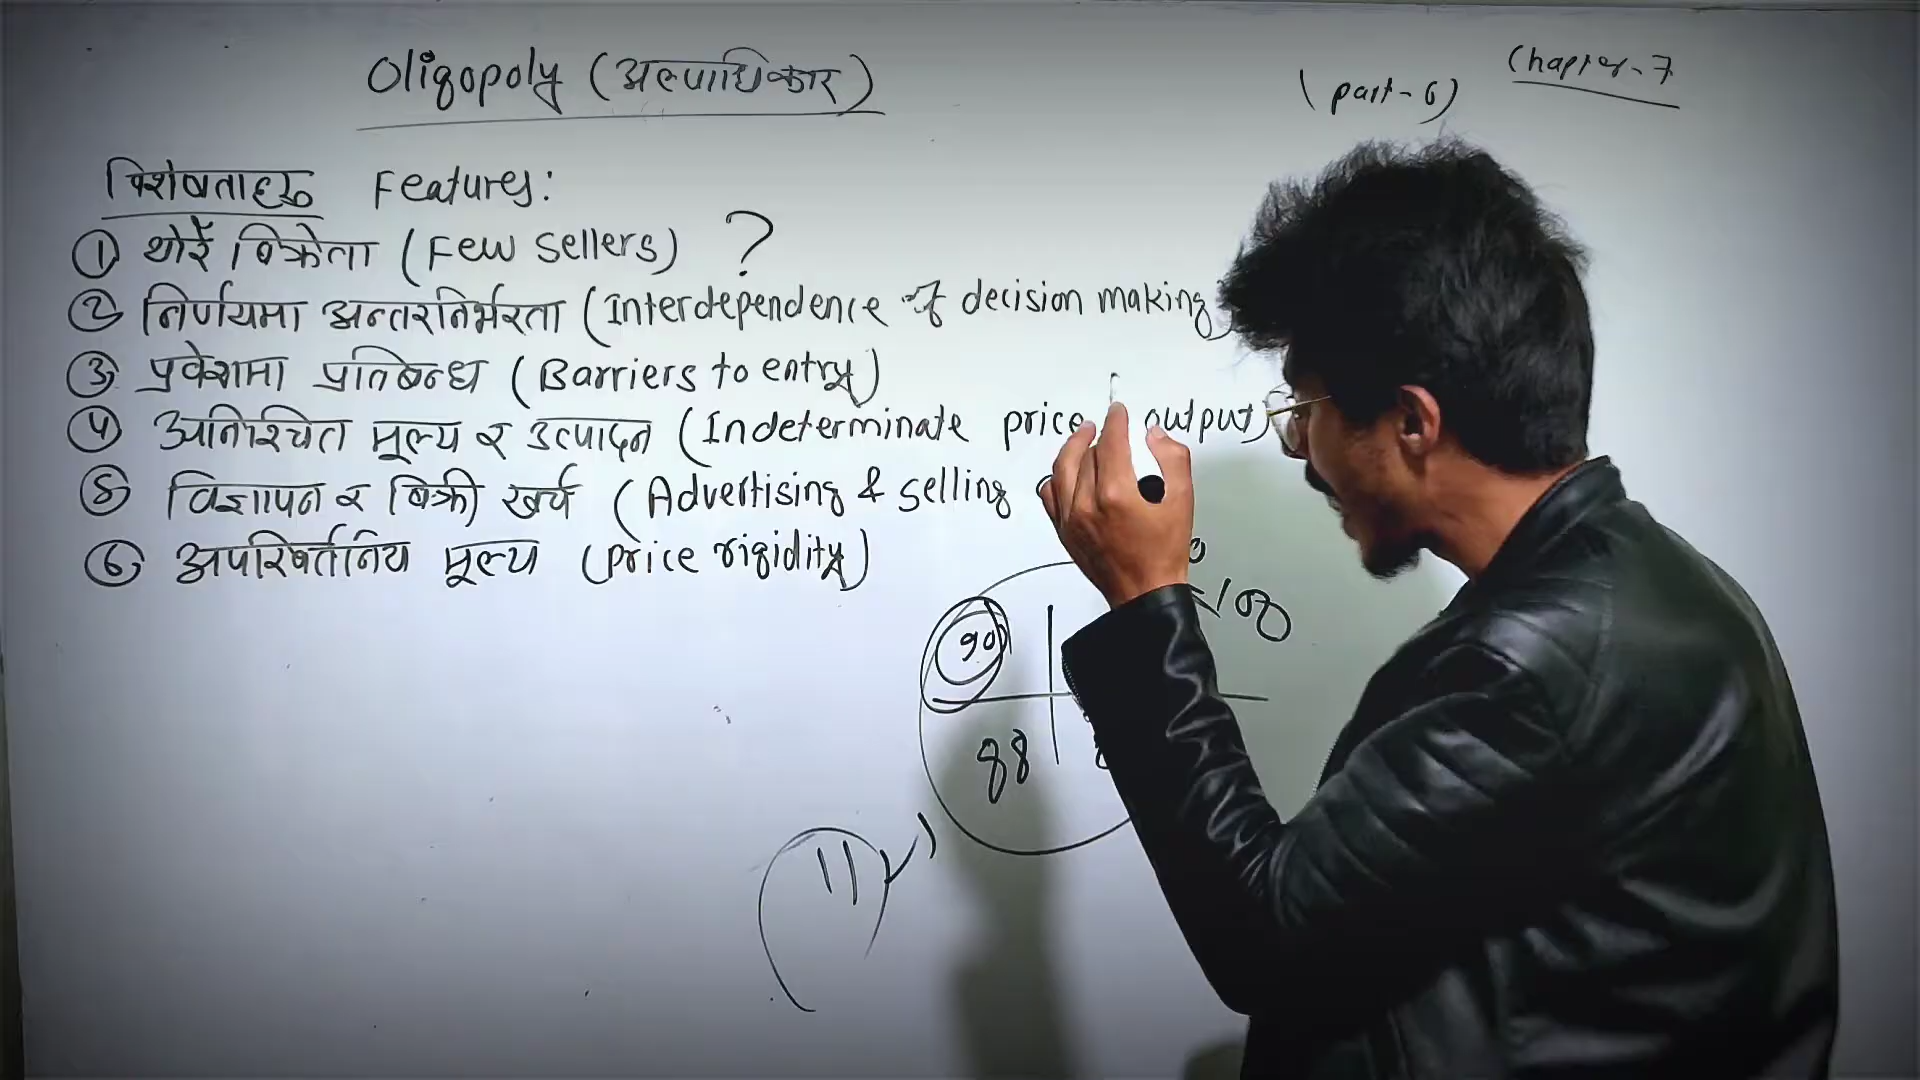 Oligopoly (अल्पाधिकार)
(part-6)
Chapter-7
विशेषताहरु Features:
① थोरै विक्रेता (Few sellers) ?
② निर्णयमा अन्तरनिर्भरता (Interdependence of decision making)
③ प्रवेशमा प्रतिबन्ध (Barriers to entry)
④ अनिश्चित मूल्य र उत्पादन (Indeterminate price output)
⑤ विज्ञापन र बिक्री खर्च (Advertising & selling
⑥ अपरिवर्तनिय मूल्य (price rigidity)
90
88